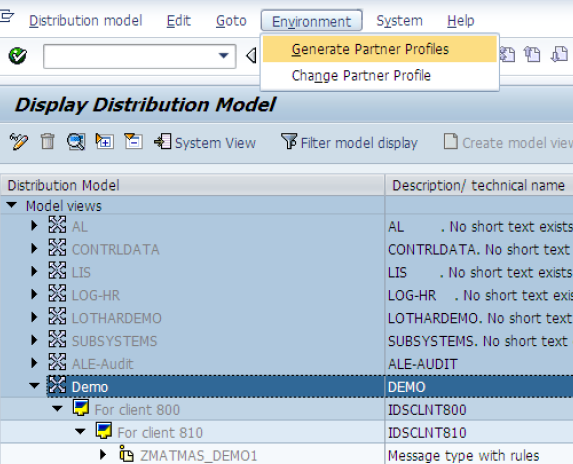 Distribution model Edit Goto Environment System Help
Generate Partner Profiles
Change Partner Profile
Display Distribution Model
System View Filter model display Create model view
Distribution Model Description/ technical name
Model views
AL AL . No short text exists
CONTRLDATA CONTRLDATA. No short text
LIS LIS . No short text exists
LOG-HR LOG-HR . No short text exis
LOTHARDEMO LOTHARDEMO. No short text
SUBSYSTEMS SUBSYSTEMS. No short text
ALE-Audit ALE-AUDIT
Demo DEMO
For client 800 IDSCLNT800
For client 810 IDSCLNT810
ZMATMAS_DEMO1 Message type with rules